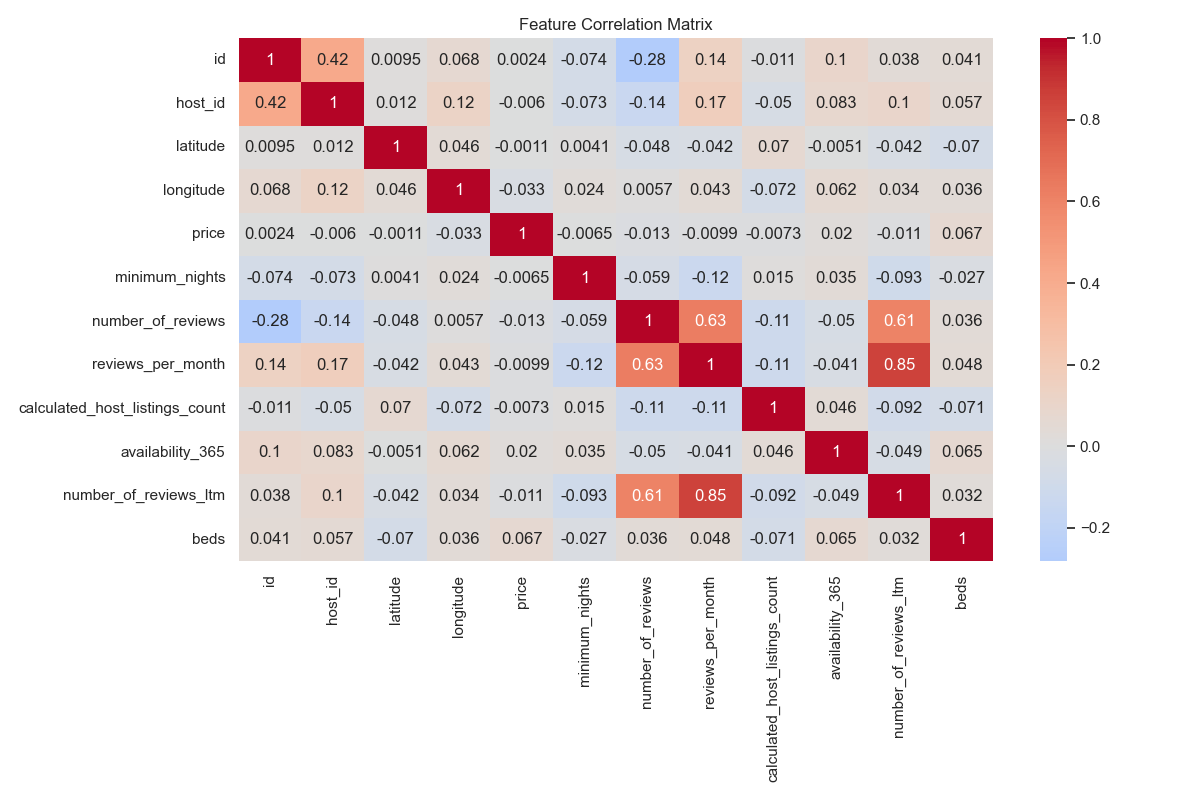 Feature Correlation Matrix
id 1 0.42 0.0095 0.068 0.0024 -0.074 -0.28 0.14 -0.011 0.1 0.038 0.041
host_id 0.42 1 0.012 0.12 -0.006 -0.073 -0.14 0.17 -0.05 0.083 0.1 0.057
latitude 0.0095 0.012 1 0.046 -0.0011 0.0041 -0.048 -0.042 0.07 -0.0051 -0.042 -0.07
longitude 0.068 0.12 0.046 1 -0.033 0.024 0.0057 0.043 -0.072 0.062 0.034 0.036
price 0.0024 -0.006 -0.0011 -0.033 1 -0.0065 -0.013 -0.0099 -0.0073 0.02 -0.011 0.067
minimum_nights -0.074 -0.073 0.0041 0.024 -0.0065 1 -0.059 -0.12 0.015 0.035 -0.093 -0.027
number_of_reviews -0.28 -0.14 -0.048 0.0057 -0.013 -0.059 1 0.63 -0.11 -0.05 0.61 0.036
reviews_per_month 0.14 0.17 -0.042 0.043 -0.0099 -0.12 0.63 1 -0.11 -0.041 0.85 0.048
calculated_host_listings_count -0.011 -0.05 0.07 -0.072 -0.0073 0.015 -0.11 -0.11 1 0.046 -0.092 -0.071
availability_365 0.1 0.083 -0.0051 0.062 0.02 0.035 -0.05 -0.041 0.046 1 -0.049 0.065
number_of_reviews_ltm 0.038 0.1 -0.042 0.034 -0.011 -0.093 0.61 0.85 -0.092 -0.049 1 0.032
beds 0.041 0.057 -0.07 0.036 0.067 -0.027 0.036 0.048 -0.071 0.065 0.032 1
id
host_id
latitude
longitude
price
minimum_nights
number_of_reviews
reviews_per_month
calculated_host_listings_count
availability_365
number_of_reviews_ltm
beds
1.0
0.8
0.6
0.4
0.2
0.0
−0.2